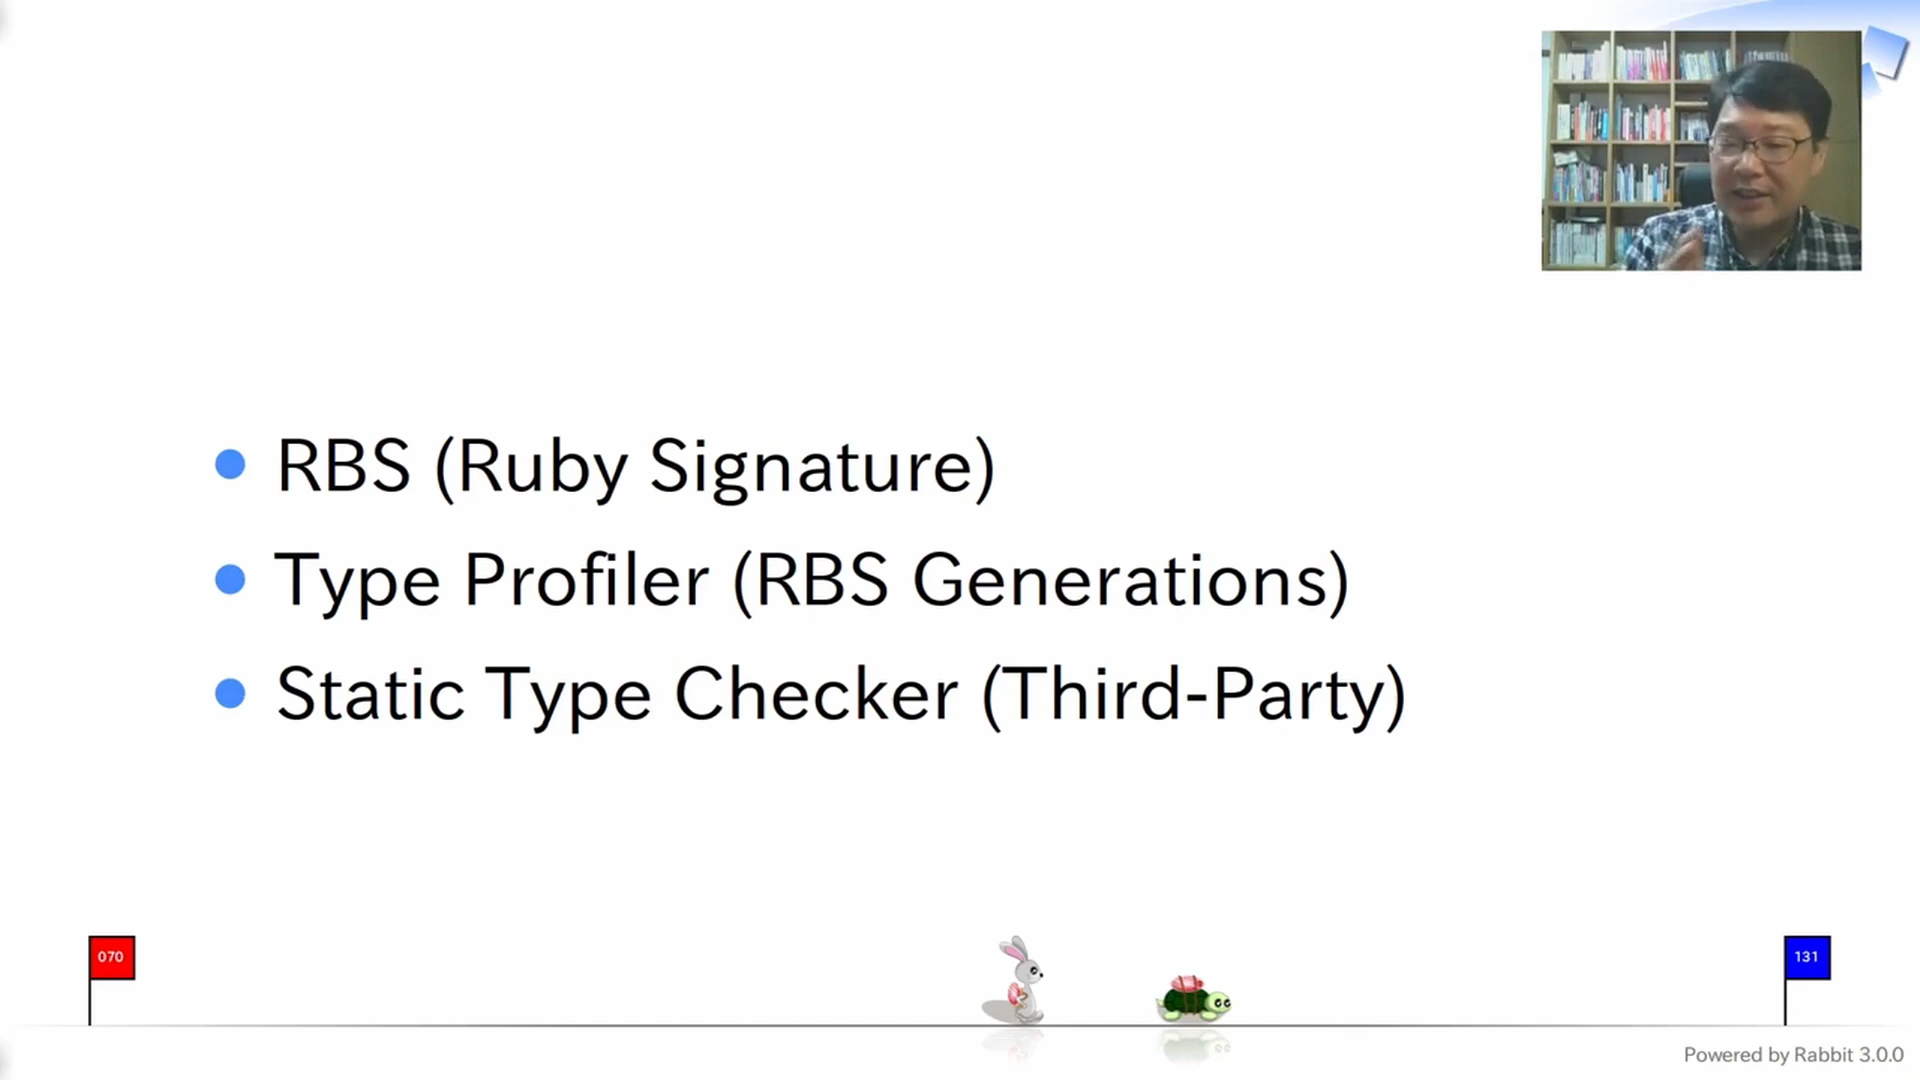 RBS (Ruby Signature)
Type Profiler (RBS Generations)
Static Type Checker (Third-Party)
070
131
Powered by Rabbit 3.0.0